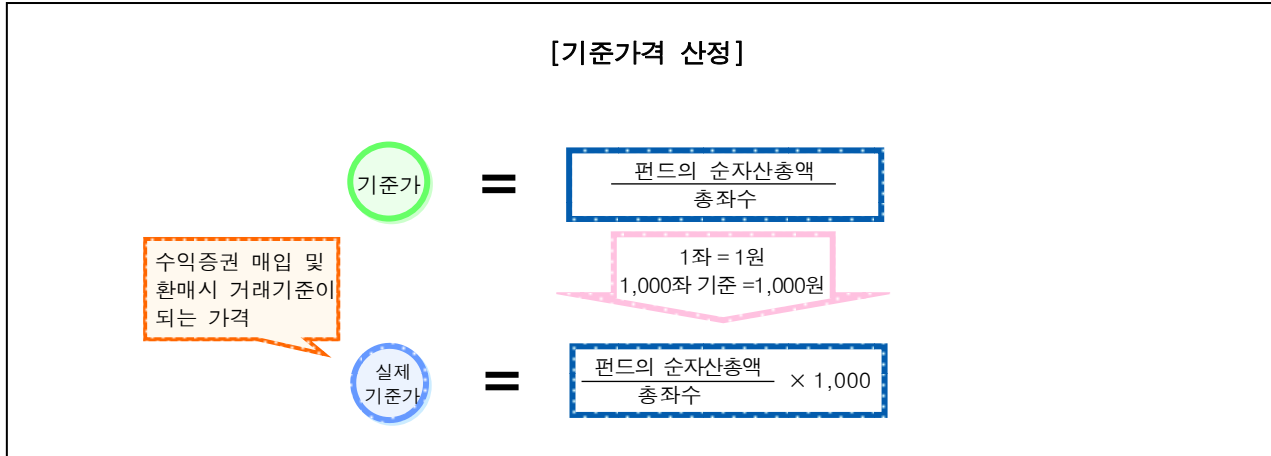 [기준가격 산정]
기준가
=
펀드의 순자산총액
총좌수
1좌 = 1원
1,000좌 기준 =1,000원
수익증권 매입 및
환매시 거래기준이
되는 가격
실제
기준가
=
펀드의 순자산총액
총좌수
× 1,000